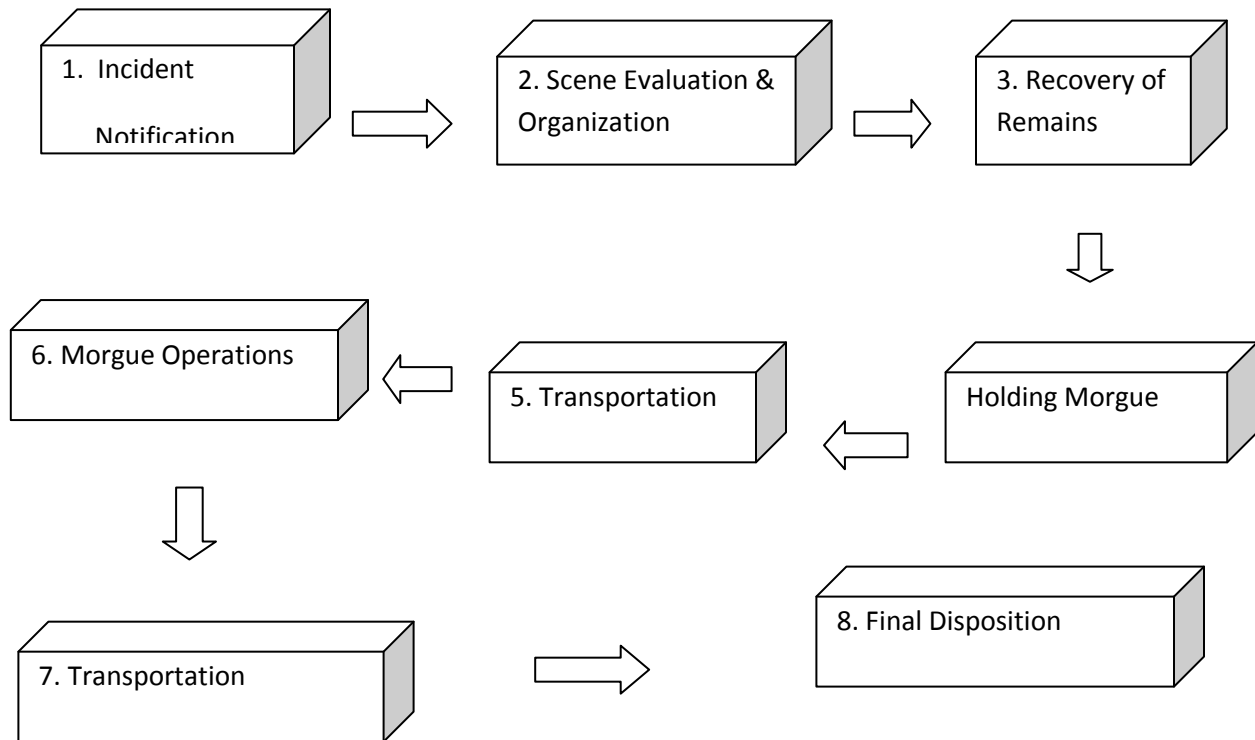 1. Incident
Notification
2. Scene Evaluation &
Organization
3. Recovery of
Remains
Holding Morgue
5. Transportation
6. Morgue Operations
7. Transportation
8. Final Disposition